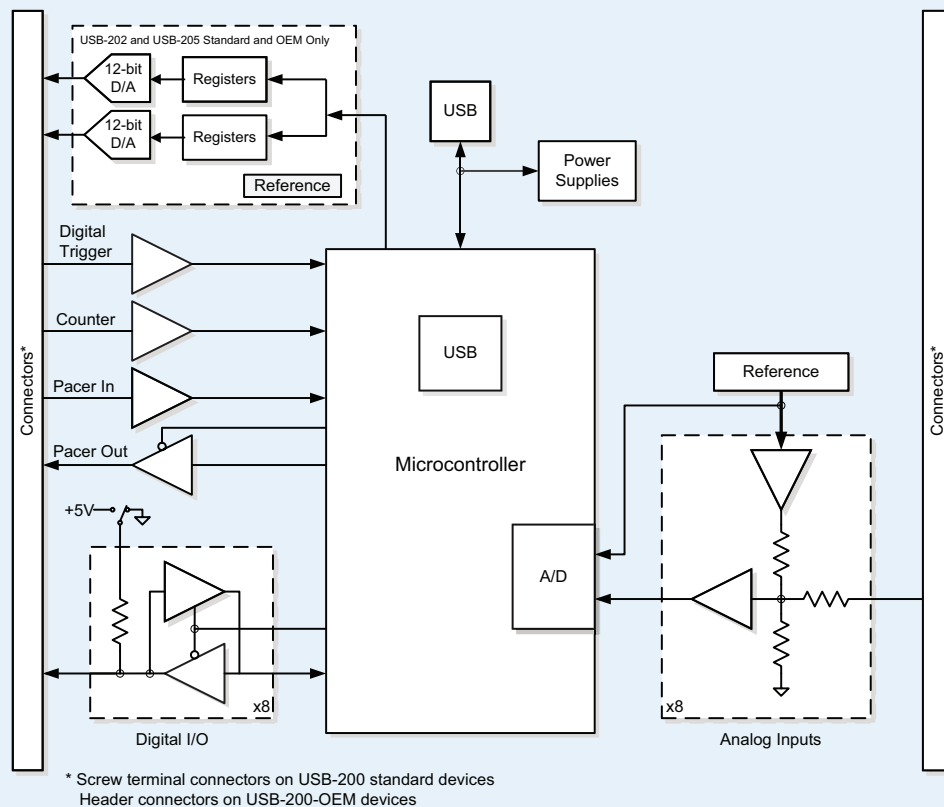 USB-202 and USB-205 Standard and OEM Only
12-bit
D/A
Registers
12-bit
D/A
Registers
Reference
USB
Power
Supplies
Connectors*
Digital
Trigger
Counter
Pacer In
Pacer Out
+5V
x8
Digital I/O
USB
Microcontroller
A/D
Reference
x8
Analog Inputs
Connectors*
* Screw terminal connectors on USB-200 standard devices
Header connectors on USB-200-OEM devices